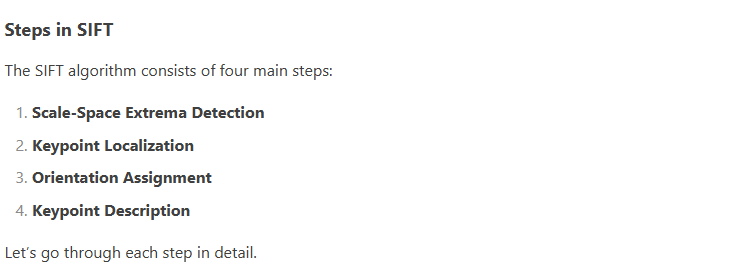 Steps in SIFT
The SIFT algorithm consists of four main steps:
1. Scale-Space Extrema Detection
2. Keypoint Localization
3. Orientation Assignment
4. Keypoint Description
Let’s go through each step in detail.